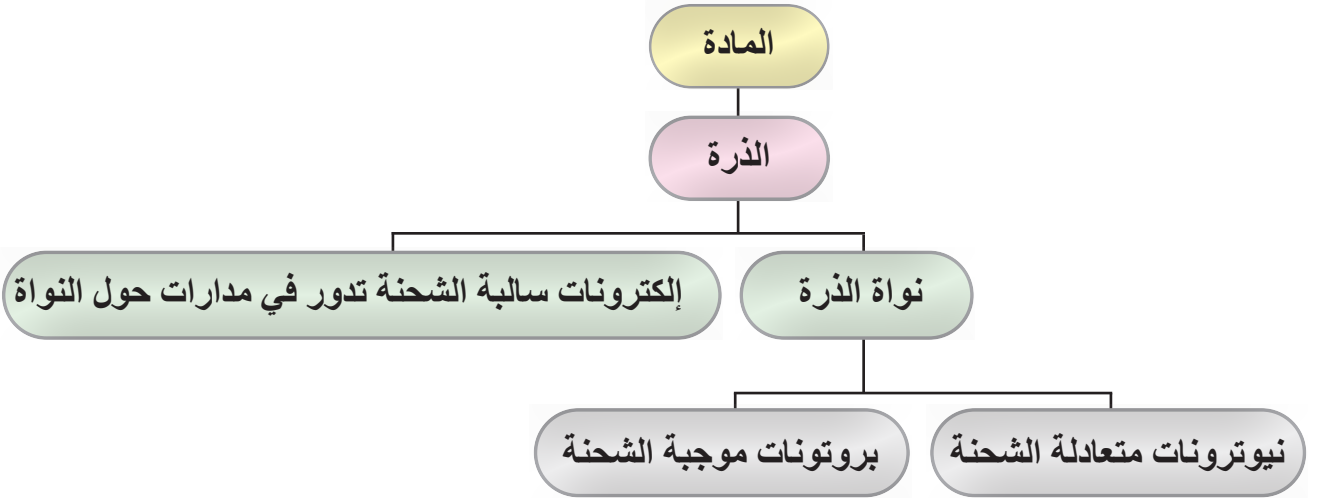 المادة
الذرة
نواة الذرة
إلكترونات سالبة الشحنة تدور في مدارات حول النواة
نيوترونات متعادلة الشحنة
بروتونات موجبة الشحنة